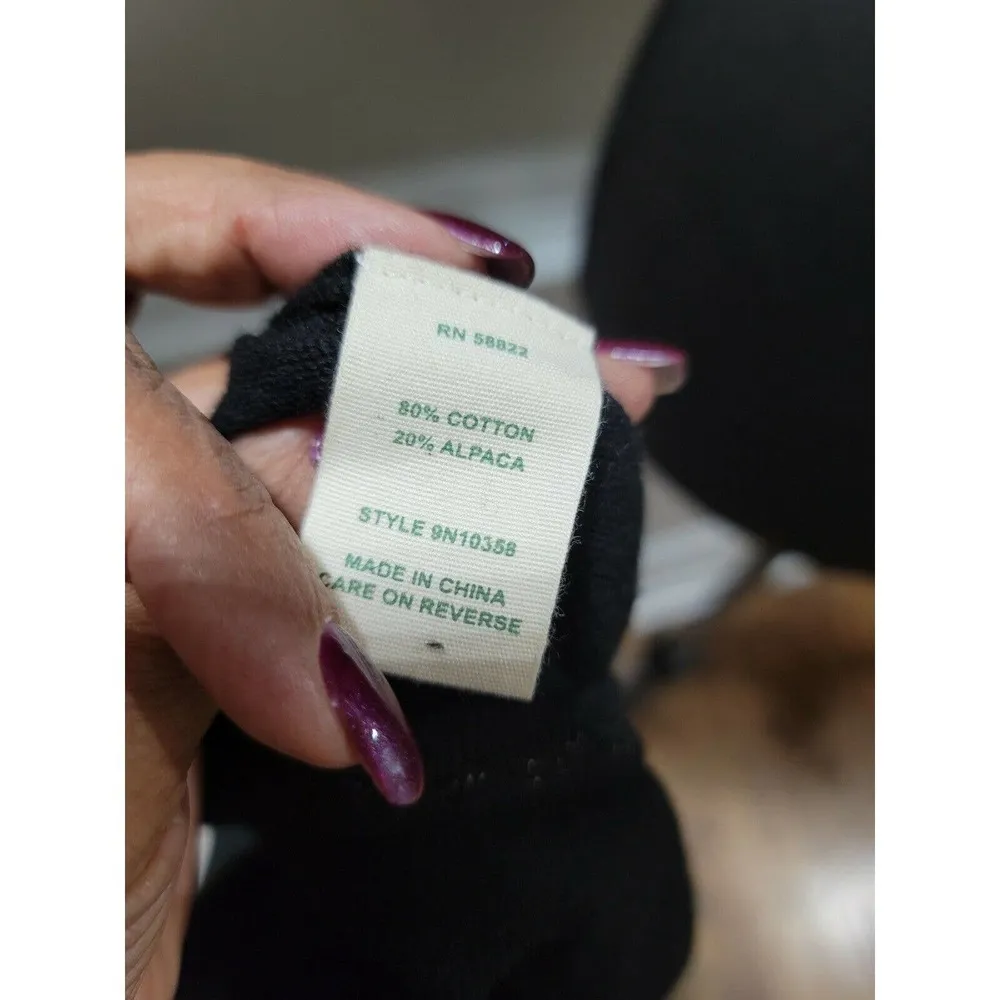 RN 58822
80% COTTON
20% ALPACA
STYLE 9N10358
MADE IN CHINA
CARE ON REVERSE